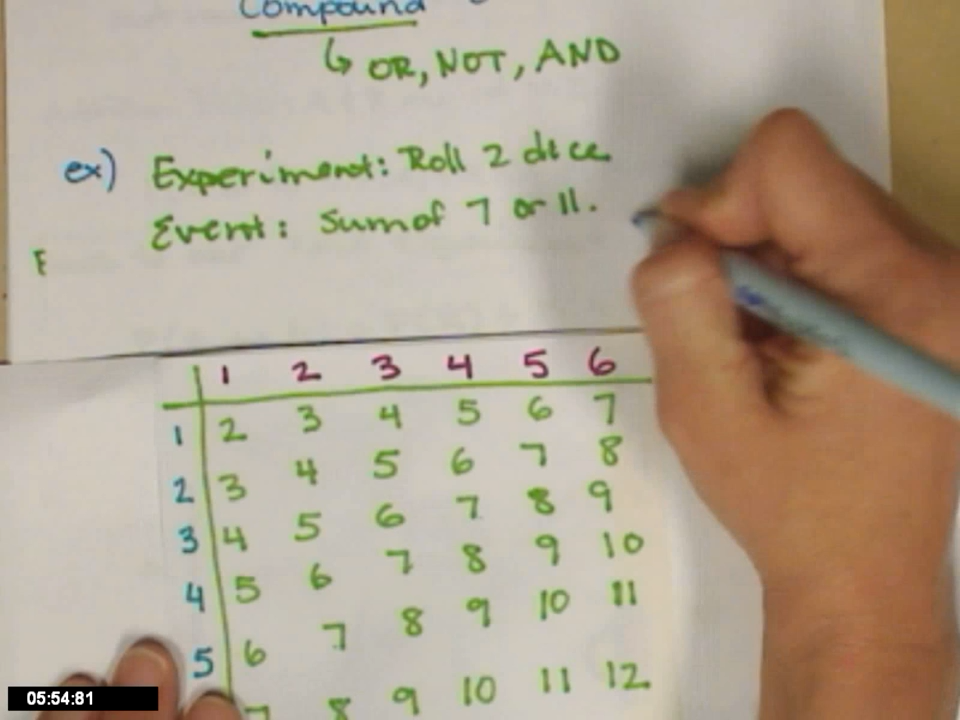 Compound
↳ OR, NOT, AND
ex) Experiment: Roll 2 dice
Event: Sum of 7 or 11.
E
1 2 3 4 5 6
1 2 3 4 5 6 7
2 3 4 5 6 7 8
3 4 5 6 7 8 9
4 5 6 7 8 9 10
5 6 7 8 9 10 11
7 8 9 10 11 12
05:54:81